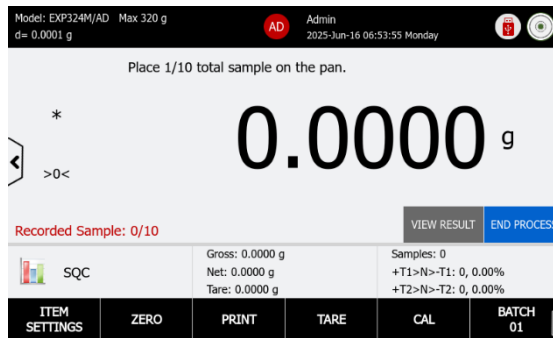 Model: EXP324M/AD Max 320 g
d= 0.0001 g
AD
Admin
2025-Jun-16 06:53:55 Monday
Place 1/10 total sample on the pan.
*
>0<
0.0000 g
Recorded Sample: 0/10
VIEW RESULT
END PROCESS
SQC
Gross: 0.0000 g
Net: 0.0000 g
Tare: 0.0000 g
Samples: 0
+T1>N>-T1: 0, 0.00%
+T2>N>-T2: 0, 0.00%
ITEM
SETTINGS
ZERO
PRINT
TARE
CAL
BATCH
01